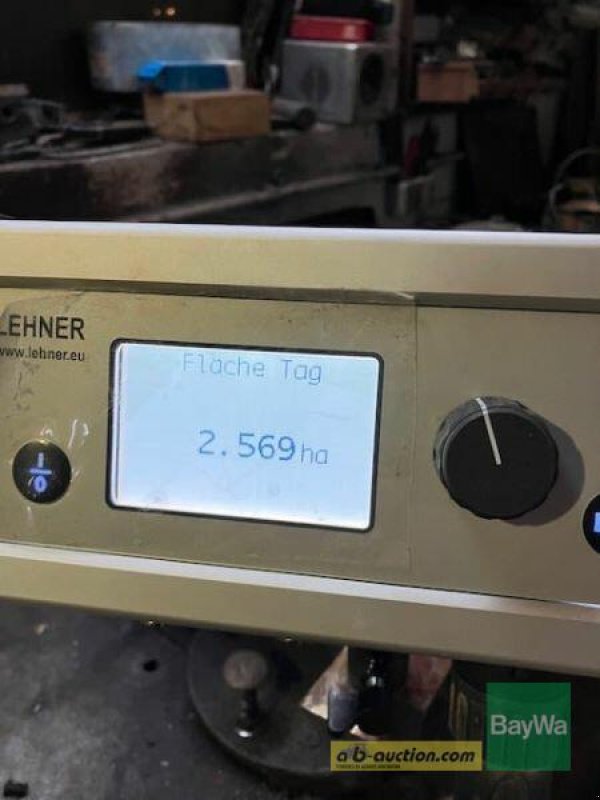 LEHNER
www.lehner.eu
Fläche Tag
2.569ha
BayWa
ab-auction.com